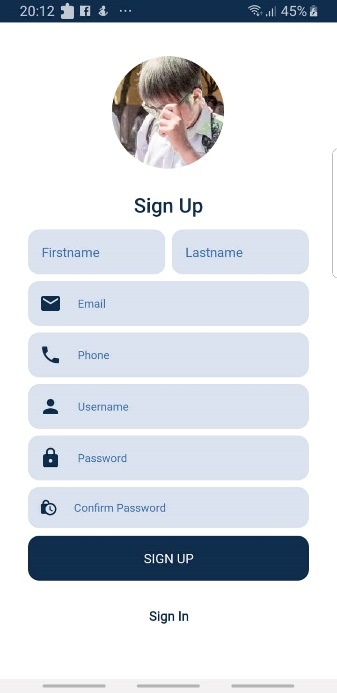 20:12
45%
Sign Up
Firstname Lastname
Email
Phone
Username
Password
Confirm Password
SIGN UP
Sign In